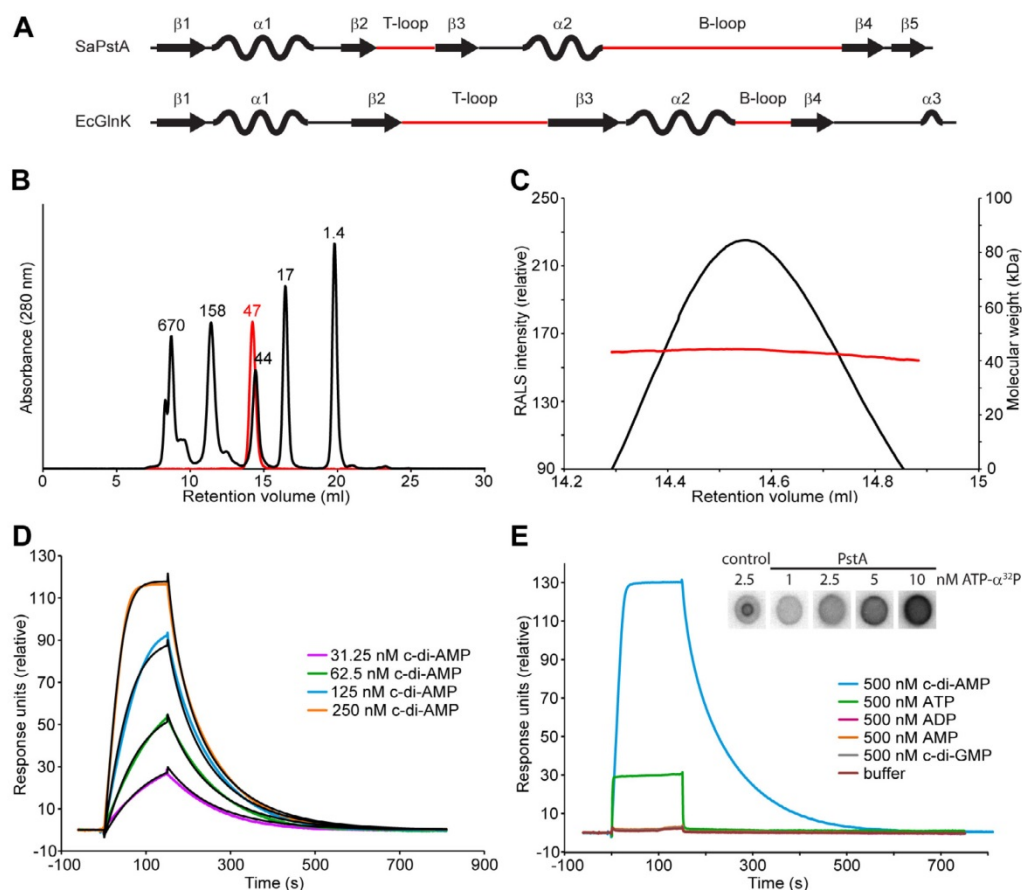 A
SaPstA
β1 α1 β2 T-loop β3 α2 B-loop β4 β5
EcGlnK
β1 α1 β2 T-loop β3 α2 B-loop β4 α3
B
Absorbance (280 nm)
670 158 47 44 17 1.4
0 5 10 15 20 25 30
Retention volume (ml)
C
RALS intensity (relative)
250
210
170
130
90
Molecular weight (kDa)
100
80
60
40
20
0
14.2 14.4 14.6 14.8 15
Retention volume (ml)
D
Response units (relative)
130
110
90
70
50
30
10
-10
31.25 nM c-di-AMP
62.5 nM c-di-AMP
125 nM c-di-AMP
250 nM c-di-AMP
-100 100 300 500 700 900
Time (s)
E
Response units (relative)
130
110
90
70
50
30
10
-10
control PstA
2.5 1 2.5 5 10 nM ATP-α³²P
500 nM c-di-AMP
500 nM ATP
500 nM ADP
500 nM AMP
500 nM c-di-GMP
buffer
-100 100 300 500 700
Time (s)